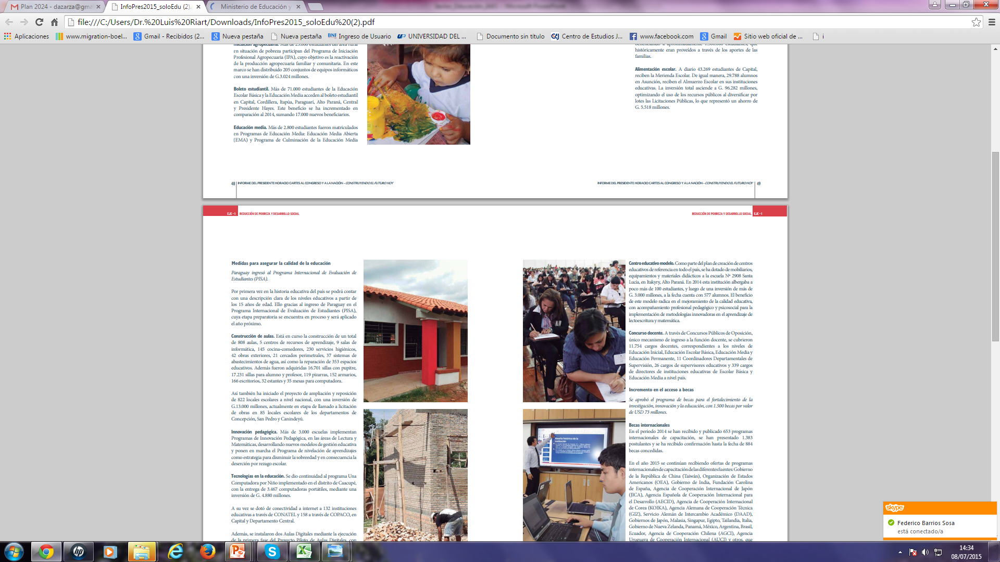 Plan 2024 - dazarza@gma
InfoPres2015_soloEdu (2).
Ministerio de Educación y
file:///C:/Users/Dr.%20Luis%20Riart/Downloads/InfoPres2015_soloEdu%20(2).pdf
Aplicaciones
www.migration-boel...
Gmail - Recibidos (2...
Nueva pestaña
Nueva pestaña
BNF Ingreso de Usuario
UNIVERSIDAD DEL ...
Documento sin título
Centro de Estudios J...
www.facebook.com
Gmail
Sitio web oficial de ...
i
Iniciación agropecuaria. Más de 25.000 estudiantes del área rural
en situación de pobreza participan del Programa de Iniciación
Profesional Agropecuaria (IPA), cuyo objetivo es la reactivación
de la producción agropecuaria familiar y comunitaria. En este
marco se han distribuido 205 conjuntos de equipos informáticos
con una inversión de G.3.024 millones.
Boleto estudiantil. Más de 71.000 estudiantes de la Educación
Escolar Básica y la Educación Media acceden al boleto estudiantil
en Capital, Cordillera, Itapúa, Paraguarí, Alto Paraná, Central
y Presidente Hayes. Este beneficio se ha incrementado en
comparación al 2014, sumando 17.000 nuevos beneficiarios.
Educación media. Más de 2.800 estudiantes fueron matriculados
en Programas de Educación Media: Educación Media Abierta
(EMA) y Programa de Culminación de la Educación Media
beneficiando a aproximadamente 1.300.000 estudiantes, que
históricamente eran proveídos a través de los aportes de las
familias.
Alimentación escolar. A diario 43.269 estudiantes de Capital,
reciben la Merienda Escolar. De igual manera, 29.788 alumnos
en Asunción, reciben el Almuerzo Escolar en sus instituciones
educativas. La inversión total asciende a G. 96.282 millones,
optimizando el uso de los recursos públicos al diversificar por
lotes las Licitaciones Públicas, lo que representó un ahorro de
G. 5.518 millones.
48 INFORME DEL PRESIDENTE HORACIO CARTES AL CONGRESO Y A LA NACIÓN - CONSTRUYENDO EL FUTURO HOY
INFORME DEL PRESIDENTE HORACIO CARTES AL CONGRESO Y A LA NACIÓN - CONSTRUYENDO EL FUTURO HOY 49
EJE - 1 REDUCCIÓN DE POBREZA Y DESARROLLO SOCIAL
REDUCCIÓN DE POBREZA Y DESARROLLO SOCIAL EJE - 1
Medidas para asegurar la calidad de la educación
Paraguay ingresó al Programa Internacional de Evaluación de
Estudiantes (PISA).
Por primera vez en la historia educativa del país se podrá contar
con una descripción clara de los niveles educativos a partir de
los 15 años de edad. Ello gracias al ingreso de Paraguay en el
Programa Internacional de Evaluación de Estudiantes (PISA),
cuya etapa preparatoria se encuentra en proceso y será aplicado
el año próximo.
Construcción de aulas. Está en curso la construcción de un total
de 808 aulas, 5 centros de recursos de aprendizaje, 9 salas de
informática, 145 cocina-comedores, 230 servicios higiénicos,
42 obras exteriores, 21 cercados perimetrales, 37 sistemas de
abastecimientos de agua, así como la reparación de 353 espacios
educativos. Además fueron adquiridas 16.701 sillas con pupitre,
17.231 sillas para alumno y profesor, 119 pizarras, 152 armarios,
166 escritorios, 32 estantes y 35 mesas para computadora.
Así también ha iniciado el proyecto de ampliación y reposición
de 822 locales escolares a nivel nacional, con una inversión de
G.13.000 millones, actualmente en etapa de llamado a licitación
de obras en 85 locales escolares de los departamentos de
Concepción, San Pedro y Canindeyú.
Innovación pedagógica. Más de 3.000 escuelas implementan
Programas de Innovación Pedagógica, en las áreas de Lectura y
Matemáticas, desarrollando nuevos modelos de gestión educativa
y ponen en marcha el Programa de nivelación de aprendizajes
como estrategia para disminuir la sobreedad y en consecuencia la
deserción por rezago escolar.
Tecnologías en la educación. Se dio continuidad al programa Una
Computadora por Niño implementado en el distrito de Caacupé,
con la entrega de 3.467 computadoras portátiles, mediante una
inversión de G. 4.880 millones.
A su vez se dotó de conectividad a internet a 132 instituciones
educativas a través de CONATEL y 158 a través de COPACO, en
Capital y Departamento Central.
Además, se instalaron dos Aulas Digitales mediante la ejecución
de la primera fase del Proyecto Piloto de Aulas Digitales, con
Reseña histórica de la
institución
Centro educativo modelo. Como parte del plan de creación de centros
educativos de referencia en todo el país, se ha dotado de mobiliarios,
equipamientos y materiales didácticos a la escuela Nº 2908 Santa
Lucía, en Itakyry, Alto Paraná. En 2014 esta institución albergaba a
poco más de 100 estudiantes, y luego de una inversión de más de
G. 3.000 millones, a la fecha cuenta con 577 alumnos. El beneficio
de este modelo radica en el mejoramiento de la calidad educativa,
con acompañamiento profesional pedagógico y psicosocial para la
implementación de metodologías innovadoras en el aprendizaje de
lectoescritura y matemática.
Concurso docente. A través de Concursos Públicos de Oposición,
único mecanismo de ingreso a la función docente, se cubrieron
11.754 cargos docentes, correspondientes a los niveles de
Educación Inicial, Educación Escolar Básica, Educación Media y
Educación Permanente, 11 Coordinadores Departamentales de
Supervisión, 26 cargos de supervisores educativos y 339 cargos
de directores de instituciones educativas de Escolar Básica y
Educación Media a nivel país.
Incremento en el acceso a becas
Se aprobó el programa de becas para el fortalecimiento de la
investigación, innovación y la educación, con 1.500 becas por valor
de USD 73 millones.
Becas internacionales
En el periodo 2014 se han recibido y publicado 653 programas
internacionales de capacitación, se han presentado 1.383
postulantes y se ha recibido confirmación hasta la fecha de 884
becas concedidas.
En el año 2015 se continúan recibiendo ofertas de programas
internacionales de capacitación de las diferentes fuentes: Gobierno
de la República de China (Taiwán), Organización de Estados
Americanos (OEA), Gobierno de India, Fundación Carolina
de España, Agencia de Cooperación Internacional de Japón
(JICA), Agencia Española de Cooperación Internacional para
el Desarrollo (AECID), Agencia de Cooperación Internacional
de Corea (KOIKA), Agencia Alemana de Cooperación Técnica
(GIZ), Servicio Alemán de Intercambio Académico (DAAD),
Gobiernos de Japón, Malasia, Singapur, Egipto, Tailandia, Italia,
Gobierno de Nueva Zelanda, Panamá, México, Argentina, Brasil,
Ecuador, Agencia de Cooperación Chilena (AGCI), Agencia
Uruguaya de Cooperación Internacional (AUCI) y otros, que
skype
Federico Barrios Sosa
está conectado/a
14:34
08/07/2015